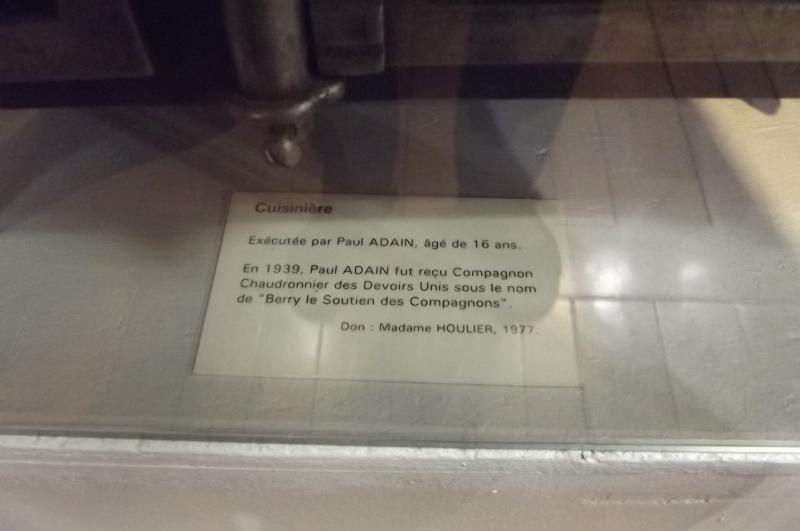 Cuisinière
Exécutée par Paul ADAIN, âgé de 16 ans.
En 1939, Paul ADAIN fut reçu Compagnon
Chaudronnier des Devoirs Unis sous le nom
de "Berry le Soutien des Compagnons".
Don : Madame HOULIER, 1977.